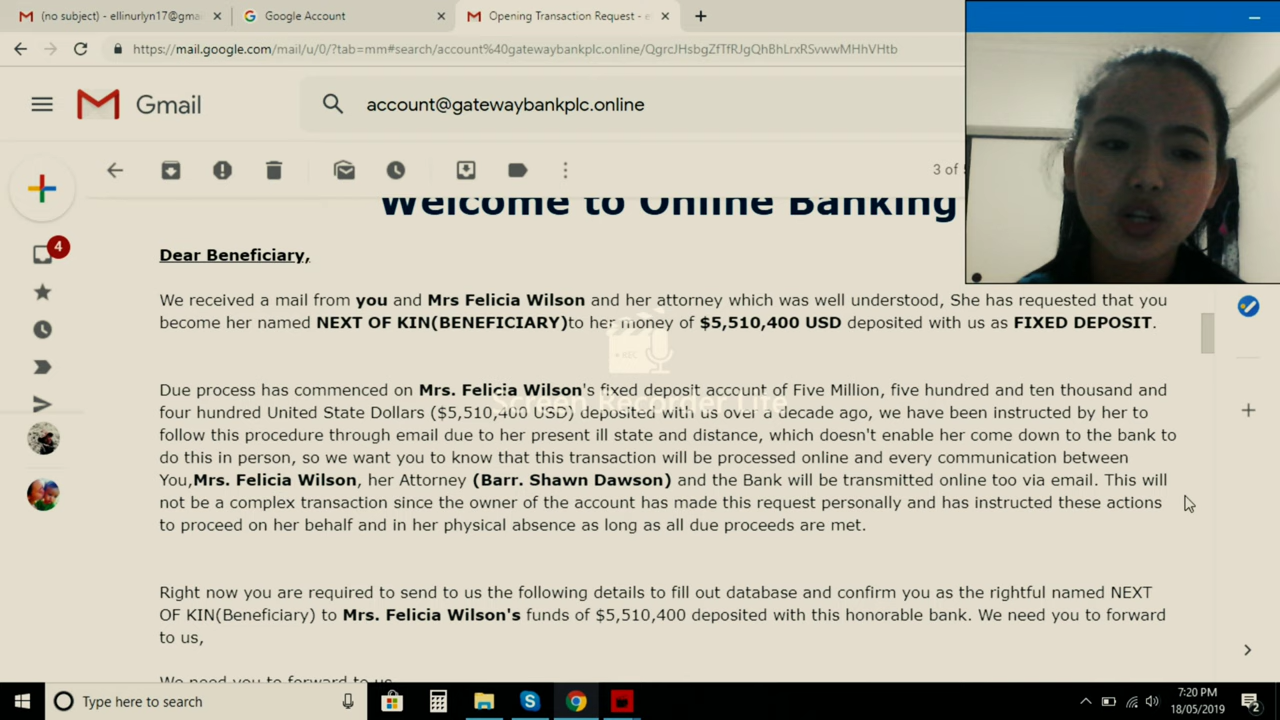 (no subject) - ellinurlyn17@gma
Google Account
Opening Transaction Request - e
https://mail.google.com/mail/u/0/?tab=mm#search/account%40gatewaybankplc.online/QgrcJHsbgZfTfRJgQhBhLrxRSvwwMHhVHtb
Gmail
account@gatewaybankplc.online
3 of
Welcome to Online Banking
4
Dear Beneficiary,
We received a mail from you and Mrs Felicia Wilson and her attorney which was well understood, She has requested that you
become her named NEXT OF KIN(BENEFICIARY)to her money of $5,510,400 USD deposited with us as FIXED DEPOSIT.
REC
Due process has commenced on Mrs. Felicia Wilson's fixed deposit account of Five Million, five hundred and ten thousand and
Screen Recorder Lite
four hundred United State Dollars ($5,510,400 USD) deposited with us over a decade ago, we have been instructed by her to
follow this procedure through email due to her present ill state and distance, which doesn't enable her come down to the bank to
do this in person, so we want you to know that this transaction will be processed online and every communication between
You,Mrs. Felicia Wilson, her Attorney (Barr. Shawn Dawson) and the Bank will be transmitted online too via email. This will
not be a complex transaction since the owner of the account has made this request personally and has instructed these actions
to proceed on her behalf and in her physical absence as long as all due proceeds are met.
Right now you are required to send to us the following details to fill out database and confirm you as the rightful named NEXT
OF KIN(Beneficiary) to Mrs. Felicia Wilson's funds of $5,510,400 deposited with this honorable bank. We need you to forward
to us,
We need you to forward to us
Type here to search
7:20 PM
18/05/2019
2